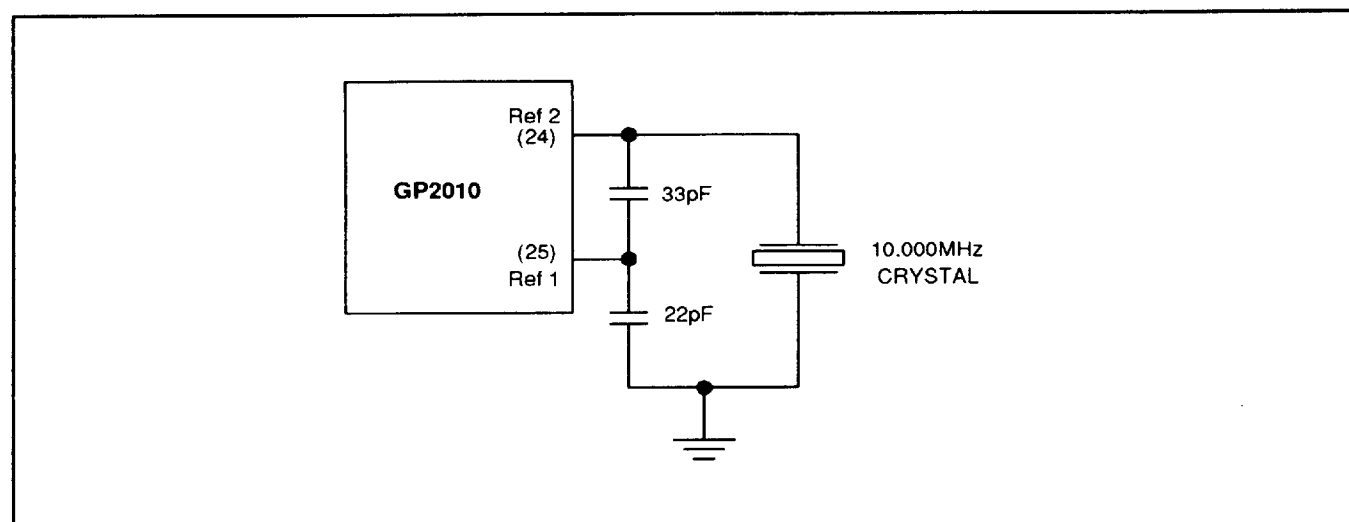 Ref 2
(24)
GP2010
33pF
(25)
Ref 1
10.000MHz
CRYSTAL
22pF